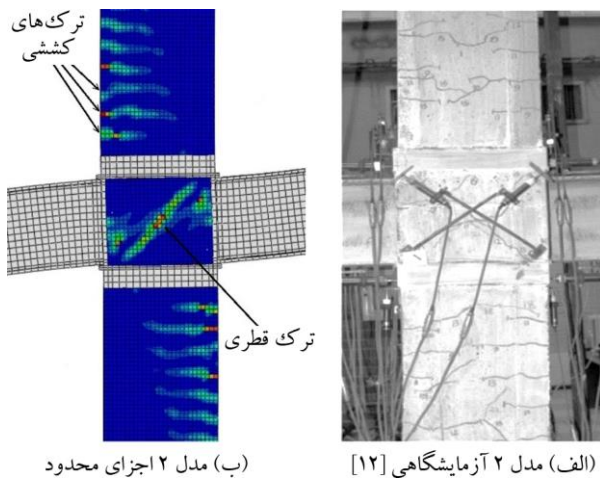 ترک‌های
کششی
ترک قطری
(الف) مدل ۲ آزمایشگاهی [۱۲]
(ب) مدل ۲ اجزای محدود